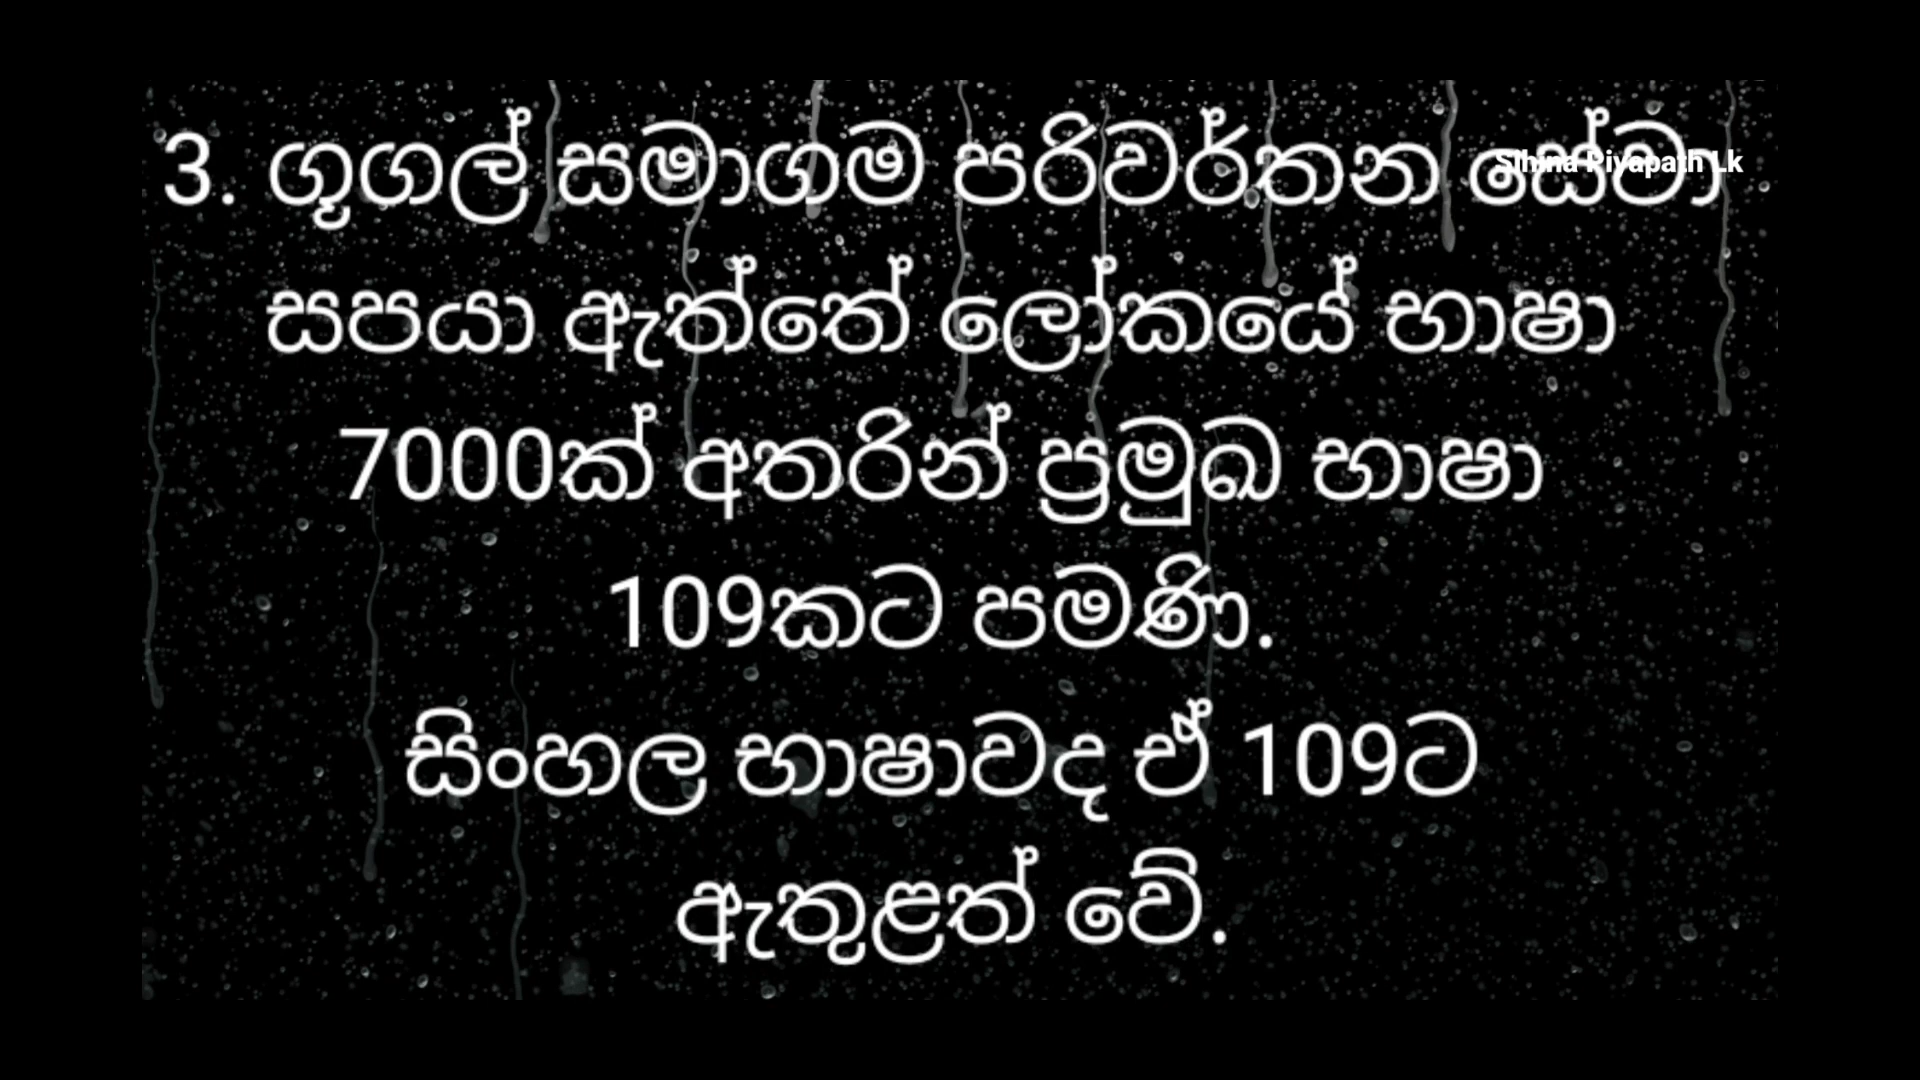 3. ගූගල් සමාගම පරිවර්තන සේවා
Sihina Piyapath Lk
සපයා ඇත්තේ ලෝකයේ භාෂා
7000ක් අතරින් ප්‍රමුඛ භාෂා
109කට පමණි.
සිංහල භාෂාවද ඒ 109ට
ඇතුළත් වේ.